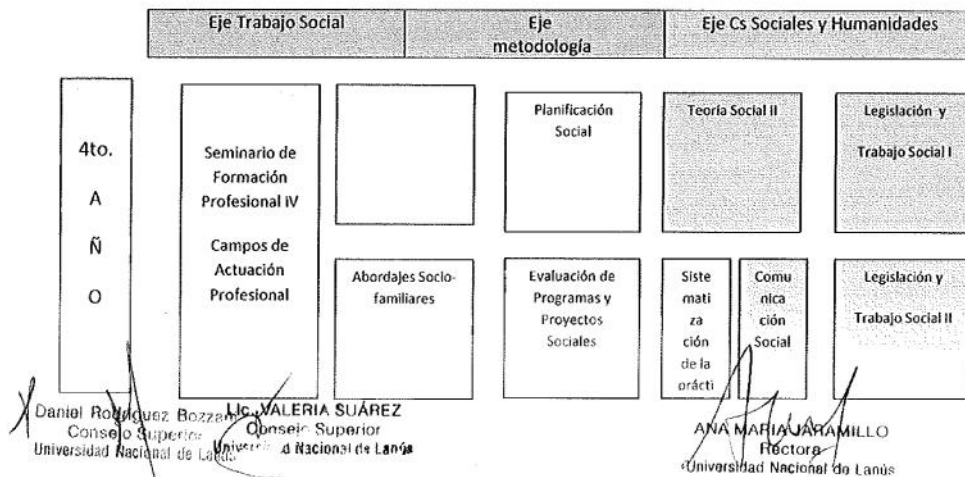 Eje Trabajo Social
Eje
metodología
Eje Cs Sociales y Humanidades
4to.
A
Ñ
O
Seminario de
Formación
Profesional IV
Campos de
Actuación
Profesional
Abordajes Socio-
familiares
Planificación
Social
Evaluación de
Programas y
Proyectos
Sociales
Teoría Social II
Siste
mati
za
ción
de la
prácti
Comu
nica
ción
Social
Legislación y
Trabajo Social I
Legislación y
Trabajo Social II
Daniel Rodríguez
Consejo Superior
Universidad Nacional de Lanús
Lic. VALERIA SUÁREZ
Consejo Superior
Universidad Nacional de Lanús
ANA MARIA JARAMILLO
Rectora
Universidad Nacional de Lanús